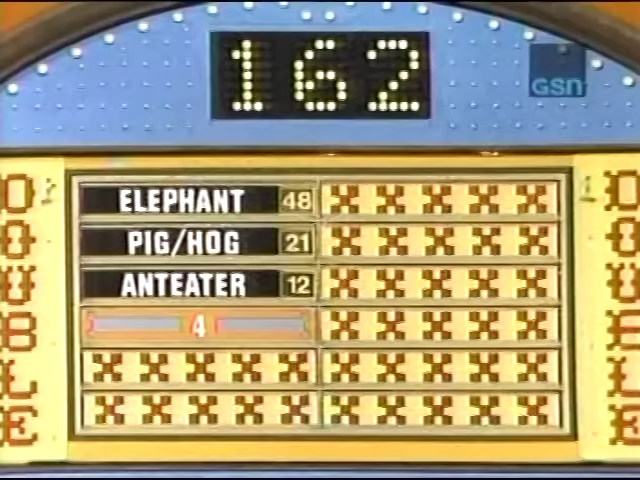 162
GSN
ELEPHANT 48
PIG/HOG 21
ANTEATER 12
4
DOUBLE
DOUBLE